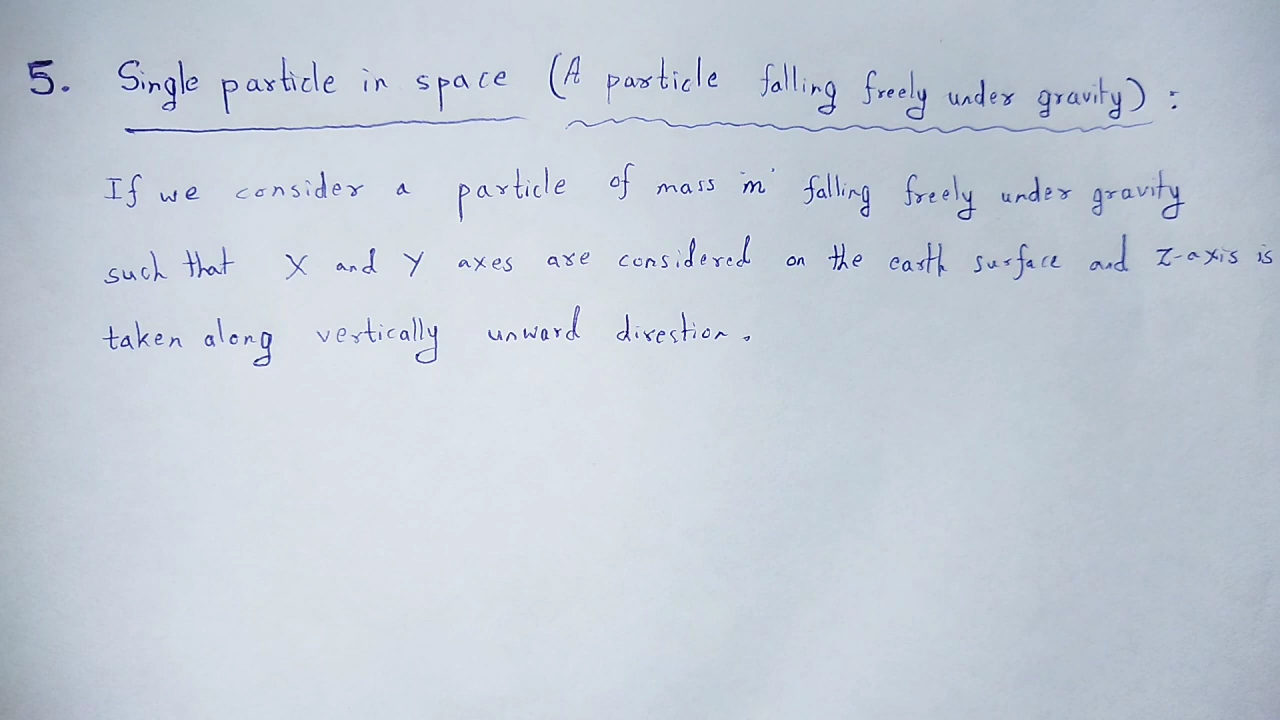 5. Single particle in space (A particle falling freely under gravity) :
If we consider a particle of mass 'm' falling freely under gravity
such that X and Y axes are considered on the earth surface and Z-axis is
taken along vertically unward direstion.